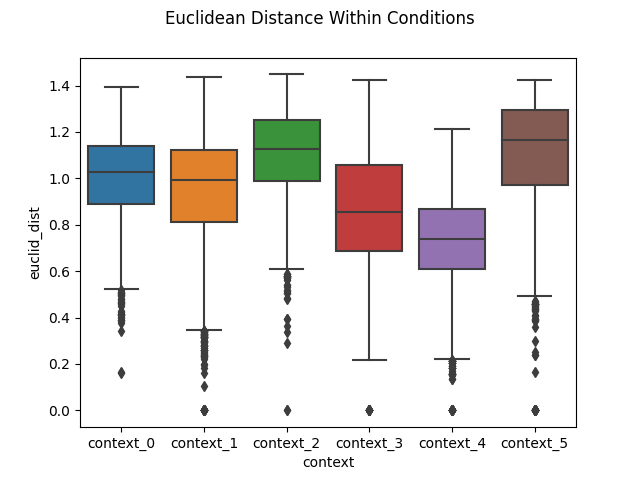 Euclidean Distance Within Conditions
euclid_dist
1.4
1.2
1.0
0.8
0.6
0.4
0.2
0.0
context_0 context_1 context_2 context_3 context_4 context_5
context